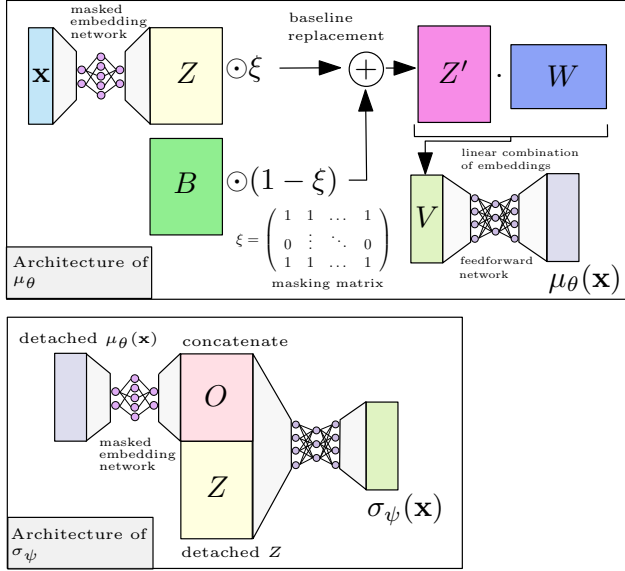 masked
embedding
network
baseline
replacement
x
Z
⊙ξ
+
Z′
·
W
B
⊙(1 − ξ)
linear combination
of embeddings
V
ξ = ( 1 1 … 1
0 ⋮ ⋱ 0
1 1 … 1 )
masking matrix
feedforward
network
μθ(x)
Architecture of
μθ
detached μθ(x)
concatenate
O
masked
embedding
network
Z
σψ(x)
Architecture of
σψ
detached Z